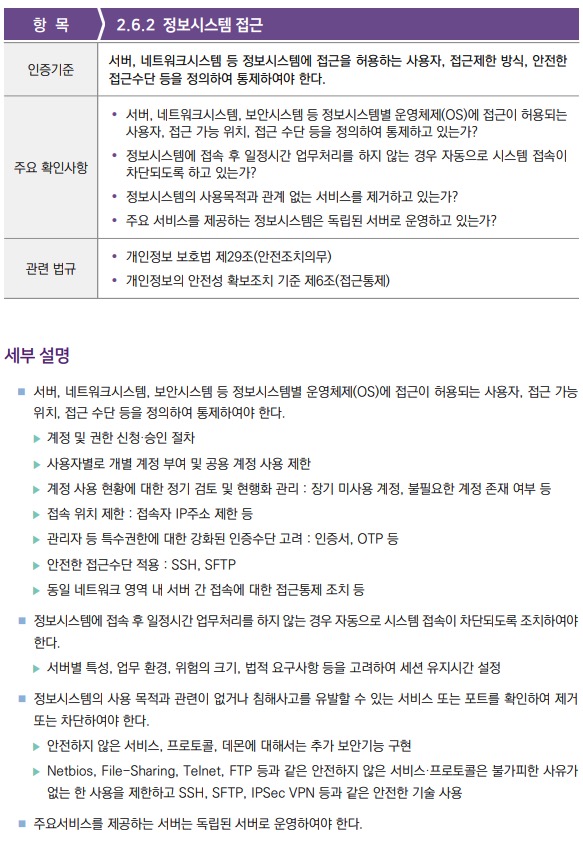 항 목 2.6.2 정보시스템 접근
인증기준
서버, 네트워크시스템 등 정보시스템에 접근을 허용하는 사용자, 접근제한 방식, 안전한
접근수단 등을 정의하여 통제하여야 한다.
주요 확인사항
• 서버, 네트워크시스템, 보안시스템 등 정보시스템별 운영체제(OS)에 접근이 허용되는
사용자, 접근 가능 위치, 접근 수단 등을 정의하여 통제하고 있는가?
• 정보시스템에 접속 후 일정시간 업무처리를 하지 않는 경우 자동으로 시스템 접속이
차단되도록 하고 있는가?
• 정보시스템의 사용목적과 관계 없는 서비스를 제거하고 있는가?
• 주요 서비스를 제공하는 정보시스템은 독립된 서버로 운영하고 있는가?
관련 법규
• 개인정보 보호법 제29조(안전조치의무)
• 개인정보의 안전성 확보조치 기준 제6조(접근통제)
세부 설명
■ 서버, 네트워크시스템, 보안시스템 등 정보시스템별 운영체제(OS)에 접근이 허용되는 사용자, 접근 가능
위치, 접근 수단 등을 정의하여 통제하여야 한다.
▶ 계정 및 권한 신청·승인 절차
▶ 사용자별로 개별 계정 부여 및 공용 계정 사용 제한
▶ 계정 사용 현황에 대한 정기 검토 및 현행화 관리 : 장기 미사용 계정, 불필요한 계정 존재 여부 등
▶ 접속 위치 제한 : 접속자 IP주소 제한 등
▶ 관리자 등 특수권한에 대한 강화된 인증수단 고려 : 인증서, OTP 등
▶ 안전한 접근수단 적용 : SSH, SFTP
▶ 동일 네트워크 영역 내 서버 간 접속에 대한 접근통제 조치 등
■ 정보시스템에 접속 후 일정시간 업무처리를 하지 않는 경우 자동으로 시스템 접속이 차단되도록 조치하여야
한다.
▶ 서버별 특성, 업무 환경, 위험의 크기, 법적 요구사항 등을 고려하여 세션 유지시간 설정
■ 정보시스템의 사용 목적과 관련이 없거나 침해사고를 유발할 수 있는 서비스 또는 포트를 확인하여 제거
또는 차단하여야 한다.
▶ 안전하지 않은 서비스, 프로토콜, 데몬에 대해서는 추가 보안기능 구현
▶ Netbios, File-Sharing, Telnet, FTP 등과 같은 안전하지 않은 서비스·프로토콜은 불가피한 사유가
없는 한 사용을 제한하고 SSH, SFTP, IPSec VPN 등과 같은 안전한 기술 사용
■ 주요서비스를 제공하는 서버는 독립된 서버로 운영하여야 한다.